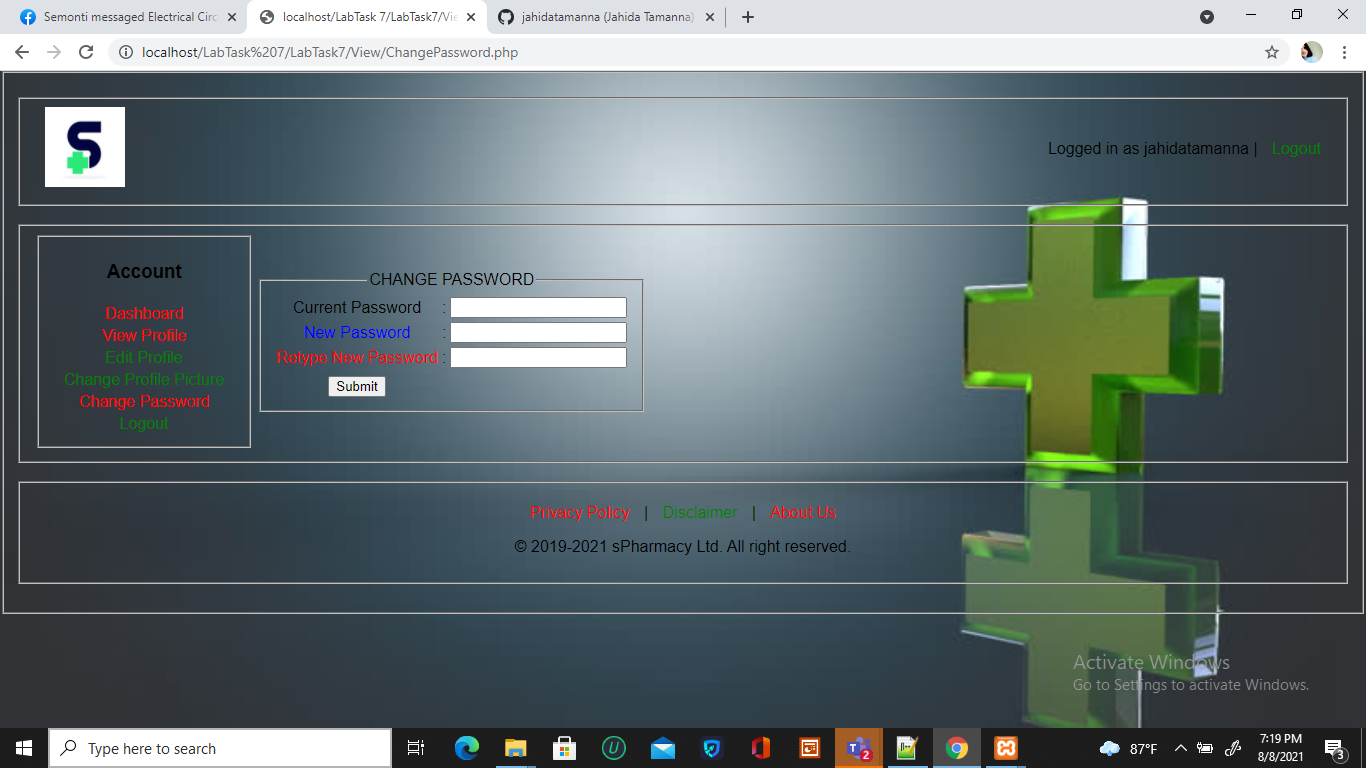 Semonti messaged Electrical Circ
localhost/LabTask 7/LabTask7/Vie
jahidatamanna (Jahida Tamanna)
localhost/LabTask%207/LabTask7/View/ChangePassword.php
S
Logged in as jahidatamanna | Logout
Account
Dashboard
View Profile
Edit Profile
Change Profile Picture
Change Password
Logout
CHANGE PASSWORD
Current Password :
New Password :
Retype New Password :
Submit
Privacy Policy | Disclaimer | About Us
© 2019-2021 sPharmacy Ltd. All right reserved.
Activate Windows
Go to Settings to activate Windows.
Type here to search
2
87°F
7:19 PM
8/8/2021
3